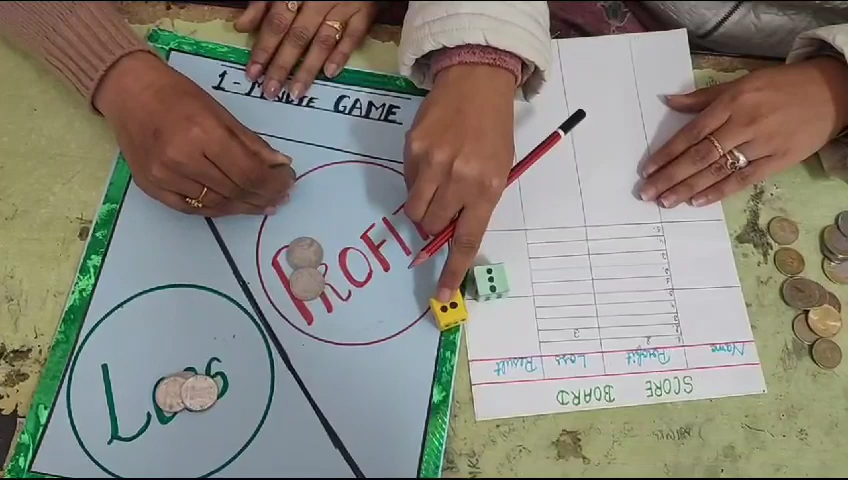 1-Minute GAME
PROFIT
Loss
SCORE BOARD
Name Profit Loss Result